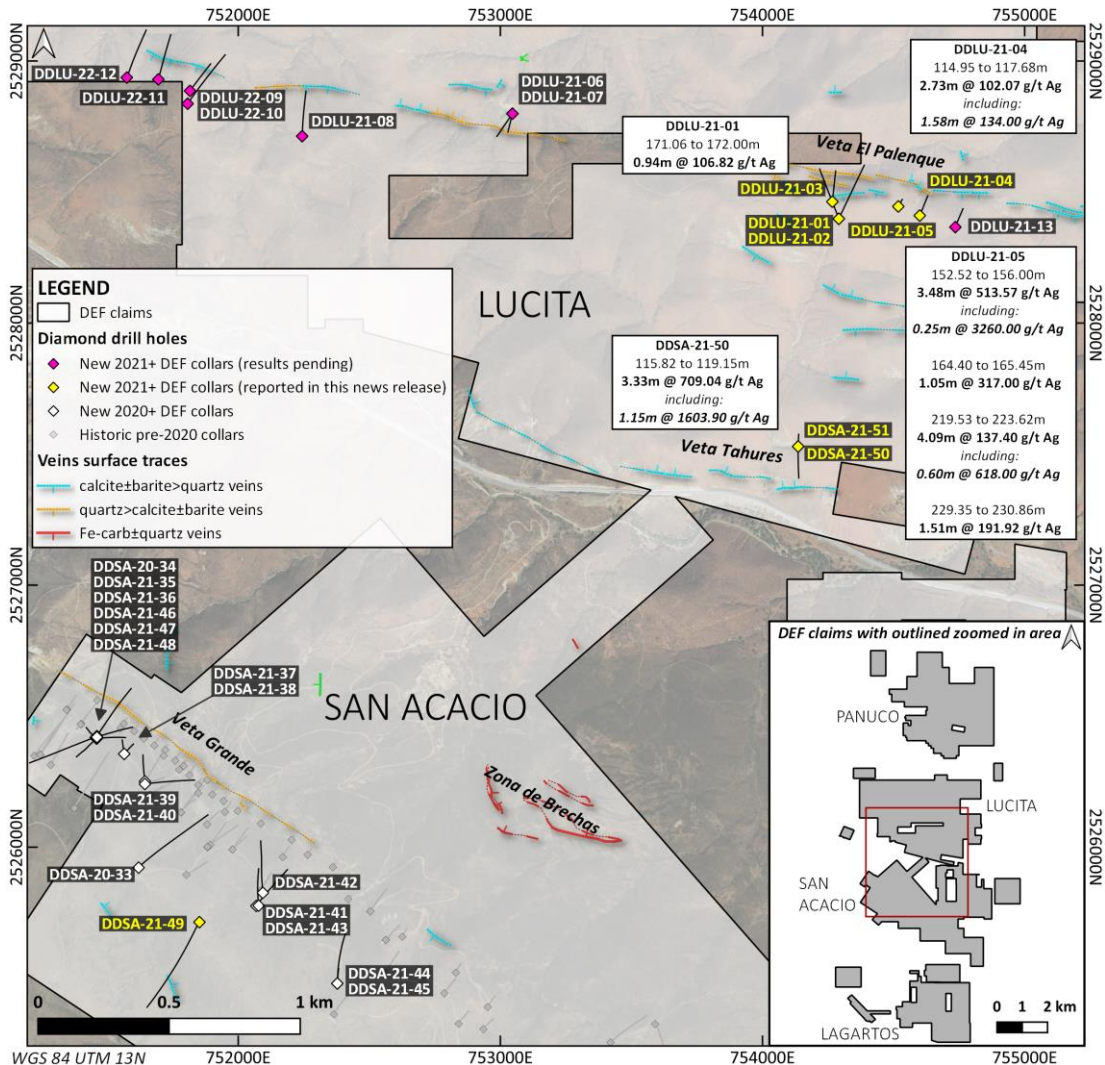 752000E
753000E
754000E
755000E
2529000N
2528000N
2527000N
2526000N
2529000N
2528000N
2527000N
2526000N
DDLU-22-12
DDLU-22-11
DDLU-22-09
DDLU-22-10
DDLU-21-08
DDLU-21-06
DDLU-21-07
DDLU-21-01
171.06 to 172.00m
0.94m @ 106.82 g/t Ag
DDLU-21-04
114.95 to 117.68m
2.73m @ 102.07 g/t Ag
including:
1.58m @ 134.00 g/t Ag
Veta El Palenque
DDLU-21-03
DDLU-21-04
DDLU-21-01
DDLU-21-02
DDLU-21-05
DDLU-21-13
LUCITA
DDLU-21-05
152.52 to 156.00m
3.48m @ 513.57 g/t Ag
including:
0.25m @ 3260.00 g/t Ag
164.40 to 165.45m
1.05m @ 317.00 g/t Ag
219.53 to 223.62m
4.09m @ 137.40 g/t Ag
including:
0.60m @ 618.00 g/t Ag
229.35 to 230.86m
1.51m @ 191.92 g/t Ag
DDSA-21-50
115.82 to 119.15m
3.33m @ 709.04 g/t Ag
including:
1.15m @ 1603.90 g/t Ag
Veta Tahures
DDSA-21-51
DDSA-21-50
LEGEND
DEF claims
Diamond drill holes
New 2021+ DEF collars (results pending)
New 2021+ DEF collars (reported in this news release)
New 2020+ DEF collars
Historic pre-2020 collars
Veins surface traces
calcite±barite>quartz veins
quartz>calcite±barite veins
Fe-carb±quartz veins
DDSA-20-34
DDSA-21-35
DDSA-21-36
DDSA-21-46
DDSA-21-47
DDSA-21-48
DDSA-21-37
DDSA-21-38
SAN ACACIO
Veta Grande
Zona de Brechas
DDSA-21-39
DDSA-21-40
DDSA-20-33
DDSA-21-42
DDSA-21-41
DDSA-21-43
DDSA-21-49
DDSA-21-44
DDSA-21-45
0 0.5 1 km
DEF claims with outlined zoomed in area
PANUCO
LUCITA
SAN
ACACIO
LAGARTOS
0 1 2 km
WGS 84 UTM 13N
752000E
753000E
754000E
755000E